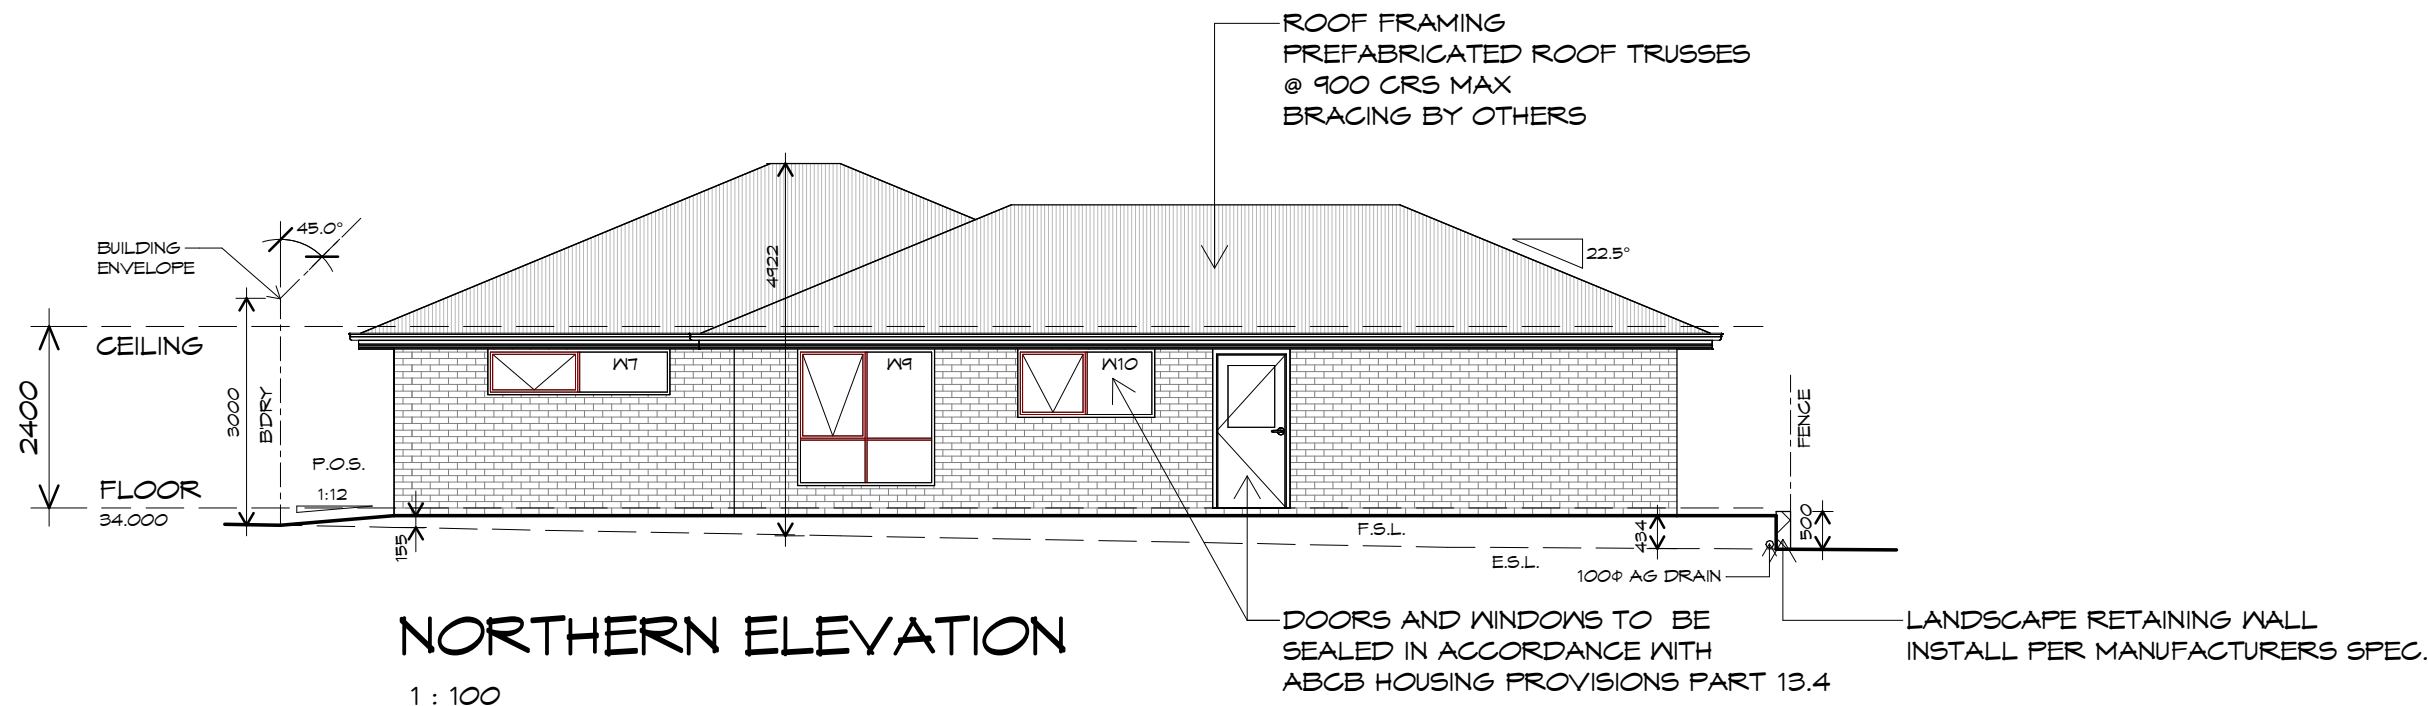 ROOF FRAMING
PREFABRICATED ROOF TRUSSES
@ 900 CRS MAX
BRACING BY OTHERS
45.0°
BUILDING
ENVELOPE
4922
22.5°
CEILING
2400
3000
B'DRY
W7
W9
W10
FENCE
P.O.S.
1:12
FLOOR
34.000
155
F.S.L.
434
500
E.S.L.
100Φ AG DRAIN
NORTHERN ELEVATION
1 : 100
DOORS AND WINDOWS TO BE
SEALED IN ACCORDANCE WITH
ABCB HOUSING PROVISIONS PART 13.4
LANDSCAPE RETAINING WALL
INSTALL PER MANUFACTURERS SPEC.